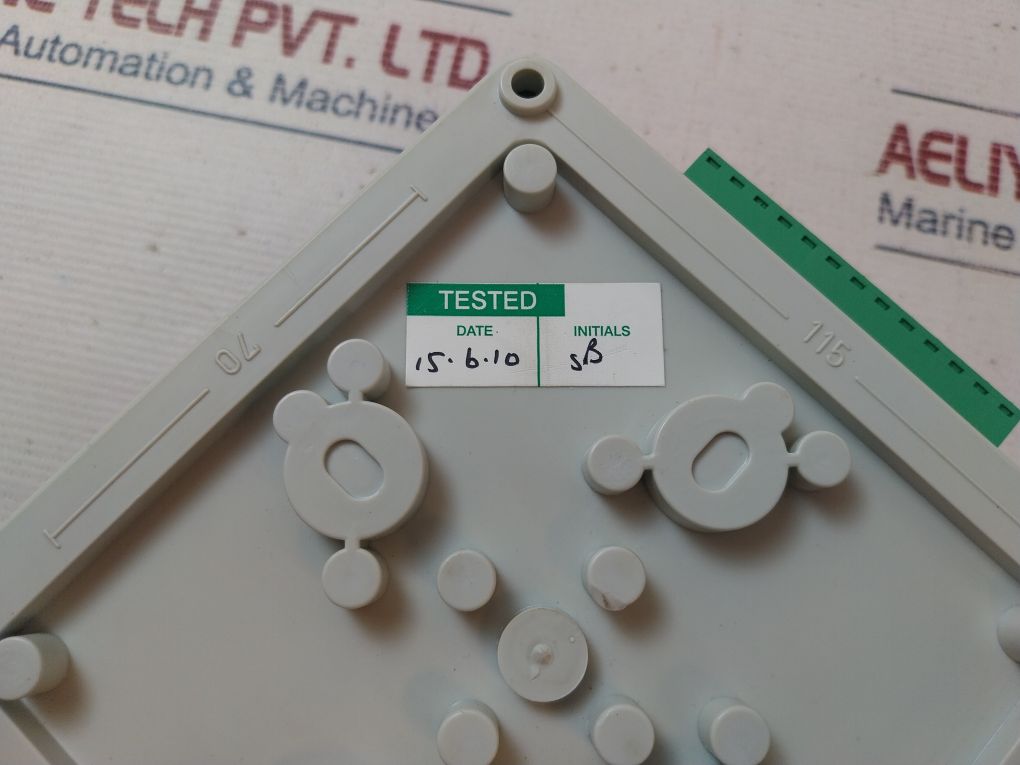 TECH PVT. LTD
Automation & Machine
AELIY
Marine
TESTED
DATE
INITIALS
15.6.10
SB
70
115